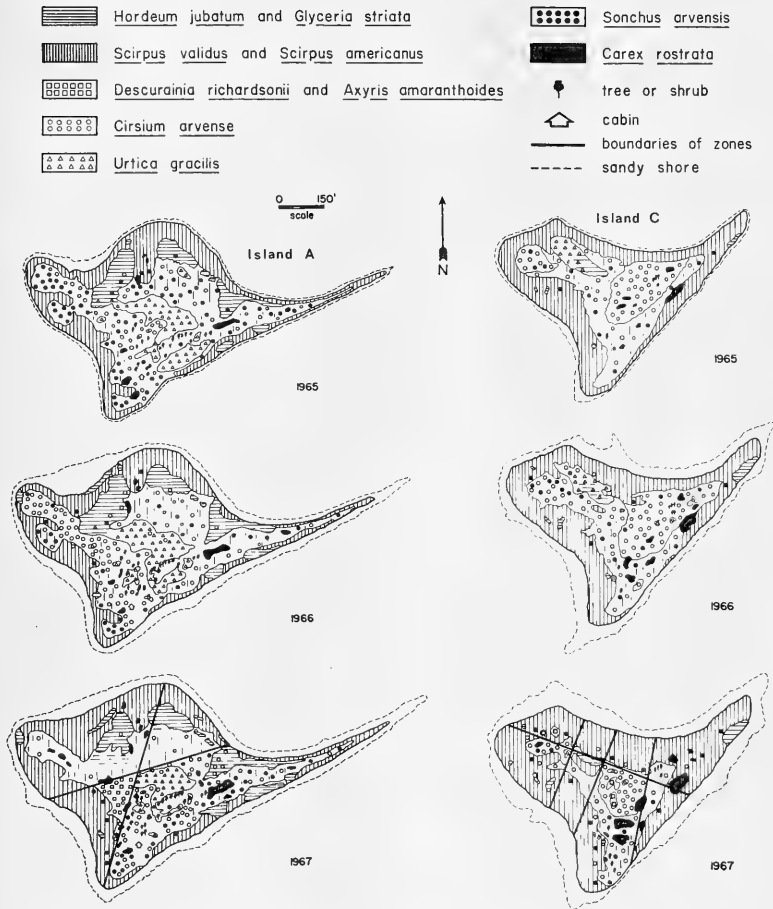 Hordeum jubatum and Glyceria striata
Scirpus validus and Scirpus americanus
Descurainia richardsonii and Axyris amaranthoides
Cirsium arvense
Urtica gracilis
Sonchus arvensis
Carex rostrata
tree or shrub
cabin
boundaries of zones
sandy shore
0 150'
scale
N
Island A
Island C
1965
1965
1966
1966
1967
1967